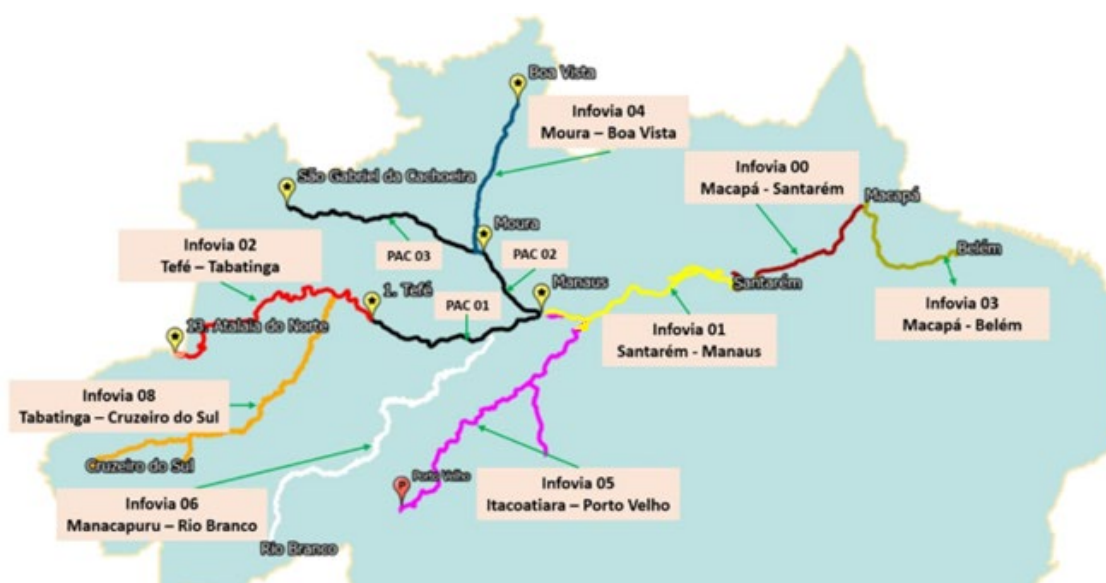 Boa Vista
Infovia 04
Moura – Boa Vista
Infovia 00
Macapá - Santarém
São Gabriel da Cachoeira
Macapá
Moura
Infovia 02
Tefé – Tabatinga
PAC 03
PAC 02
Belém
1. Tefé
Manaus
Santarém
PAC 01
13. Atalaia do Norte
Infovia 03
Macapá - Belém
Infovia 01
Santarém - Manaus
Infovia 08
Tabatinga – Cruzeiro do Sul
Cruzeiro do Sul
Porto Velho
P
Infovia 05
Itacoatiara – Porto Velho
Infovia 06
Manacapuru – Rio Branco
Rio Branco